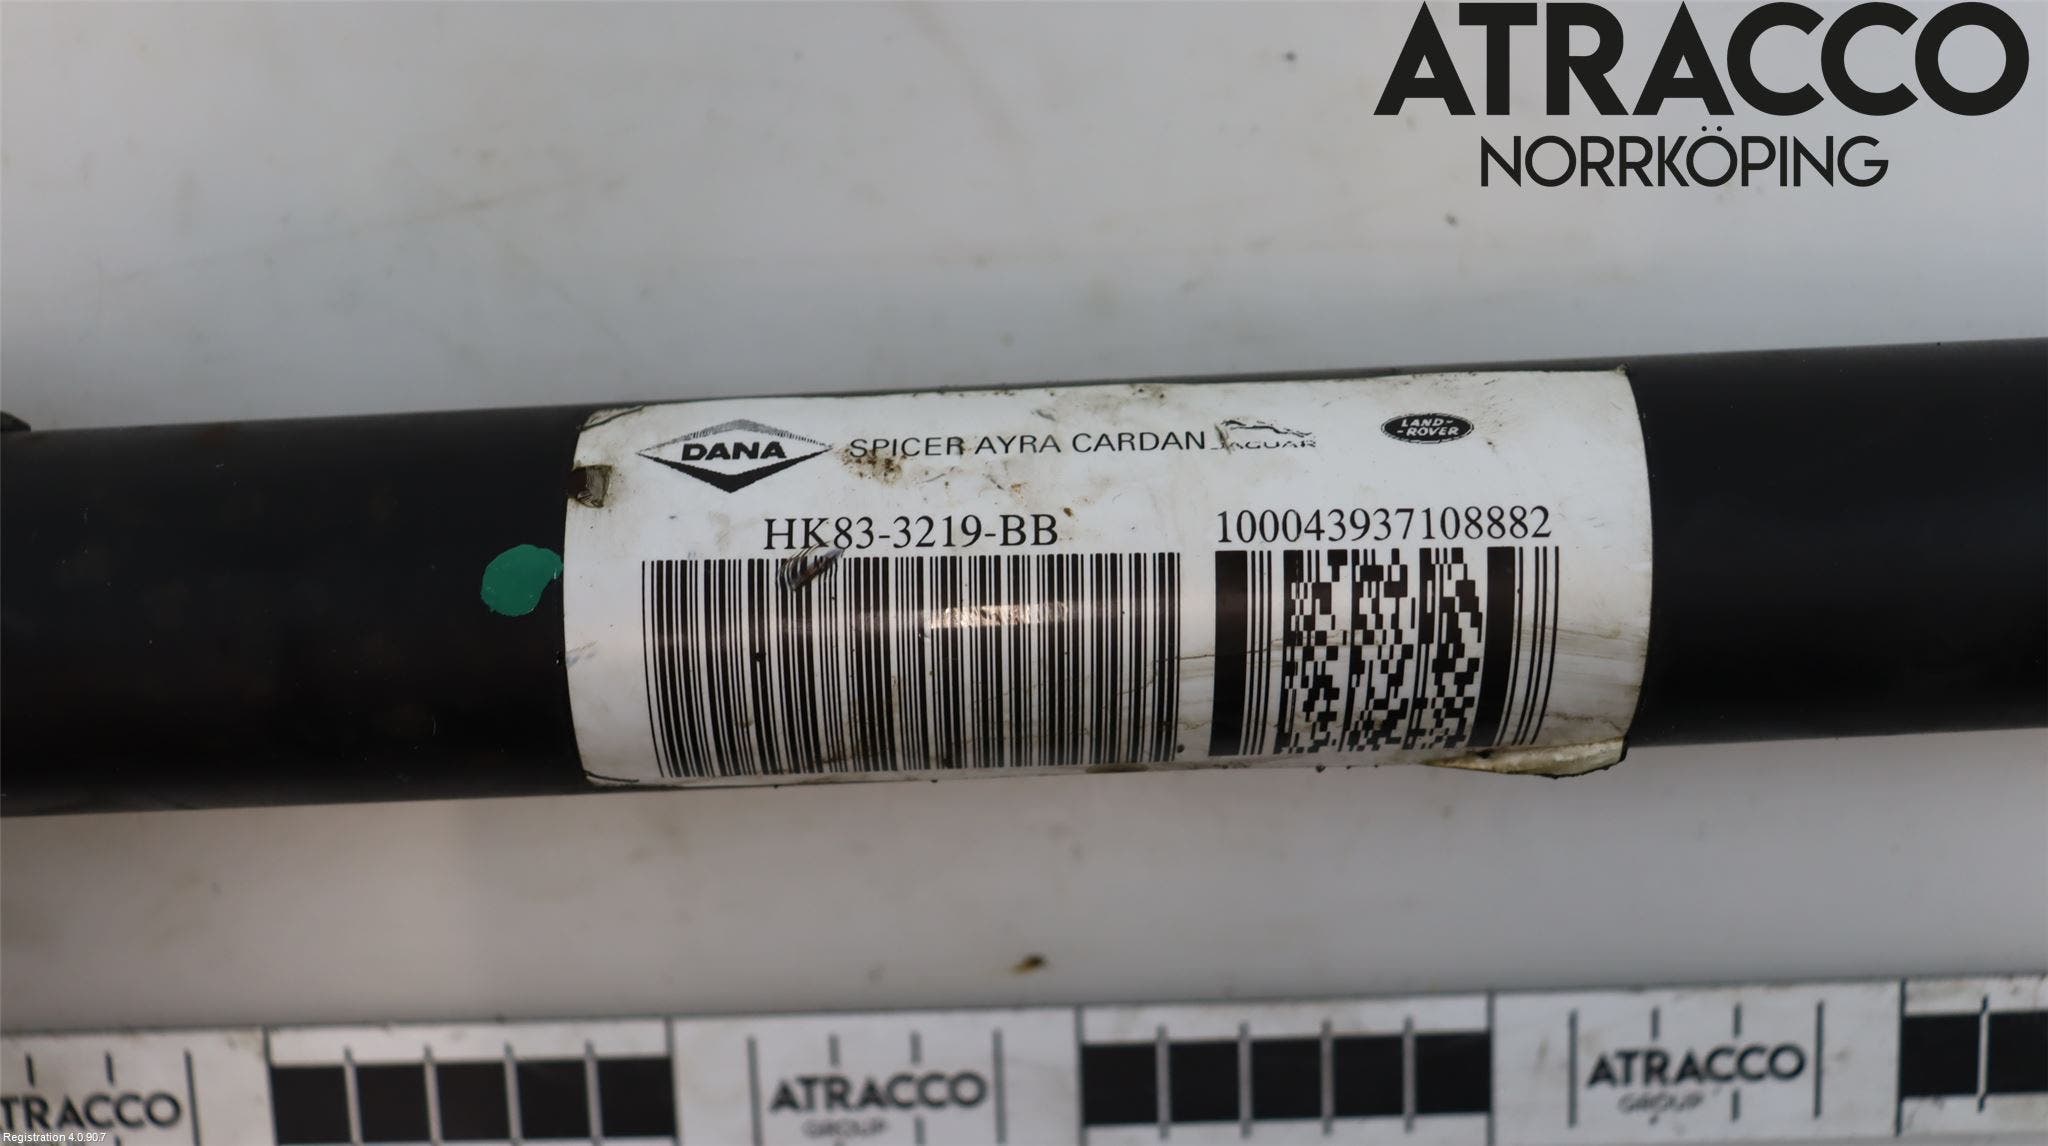 ATRACCO
NORRKÖPING
DANA SPICER AYRA CARDAN JAGUAR LAND-
-ROVER
HK83-3219-BB 100043937108882
TRACCO ATRACCO ATRACCO
GROUP GROUP
Registration 4.0.90.7